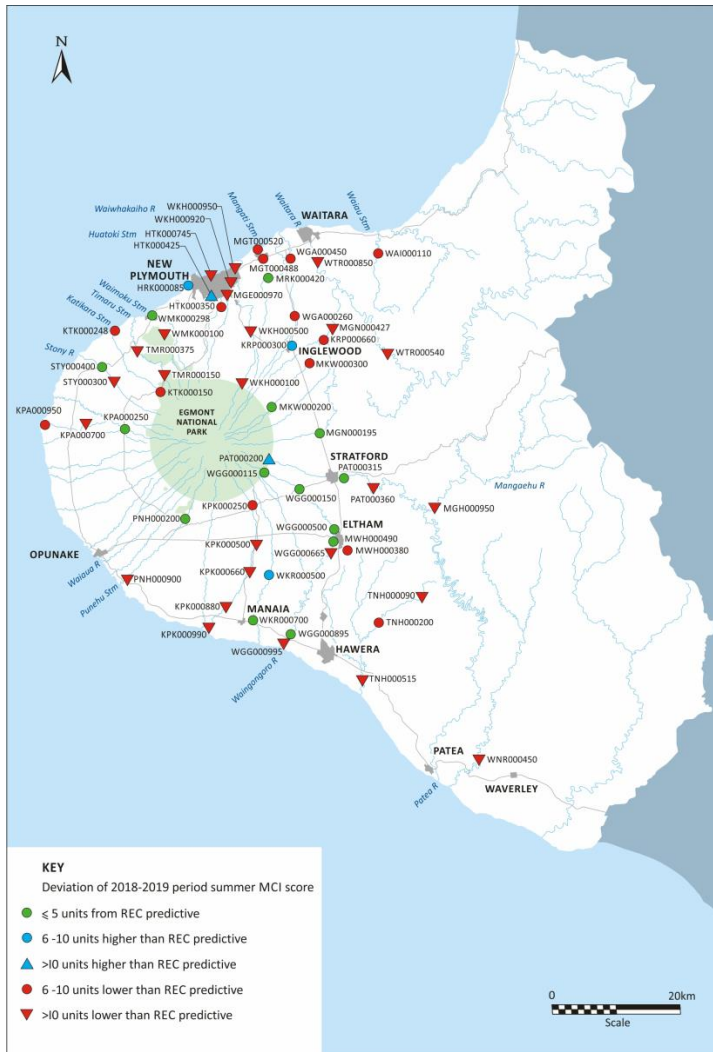 N
WKH000950
Waiwhakaiho R
WKH000920
Huatoki Stm
HTK000745
HTK000425
Mangati Stm
Waitara R
Waiau Stm
WAITARA
MGT000520
WGA000450
WAI000110
MGT000488
WTR000850
NEW
PLYMOUTH
MRK000420
HRK000085
MGE000970
HTK000350
Waimoku Stm
Timaru Stm
Katikara Stm
WMK000298
WGA000260
KTK000248
WMK000100
WKH000500
MGN000427
KRP000660
KRP000300
INGLEWOOD
Stony R
TMR000375
WTR000540
STY000400
MKW000300
STY000300
TMR000150
WKH000100
KTK000150
KPA000950
KPA000250
MKW000200
KPA000700
EGMONT
NATIONAL
PARK
MGN000195
STRATFORD
PAT000200
PAT000315
WGG000115
Mangaehu R
PAT000360
WGG000150
KPK000250
MGH000950
PNH000200
WGG000500
ELTHAM
MWH000490
KPK000500
OPUNAKE
WGG000665
MWH000380
Waiaua R
KPK000660
WKR000500
PNH000900
Punehu Stm
TNH000090
KPK000880
MANAIA
WKR000700
TNH000200
KPK000990
WGG000895
WGG000995
HAWERA
Waingongoro R
TNH000515
PATEA
WNR000450
WAVERLEY
Patea R
KEY
Deviation of 2018-2019 period summer MCI score
⩽ 5 units from REC predictive
6 -10 units higher than REC predictive
>I0 units higher than REC predictive
6 -10 units lower than REC predictive
>I0 units lower than REC predictive
0 20km
Scale